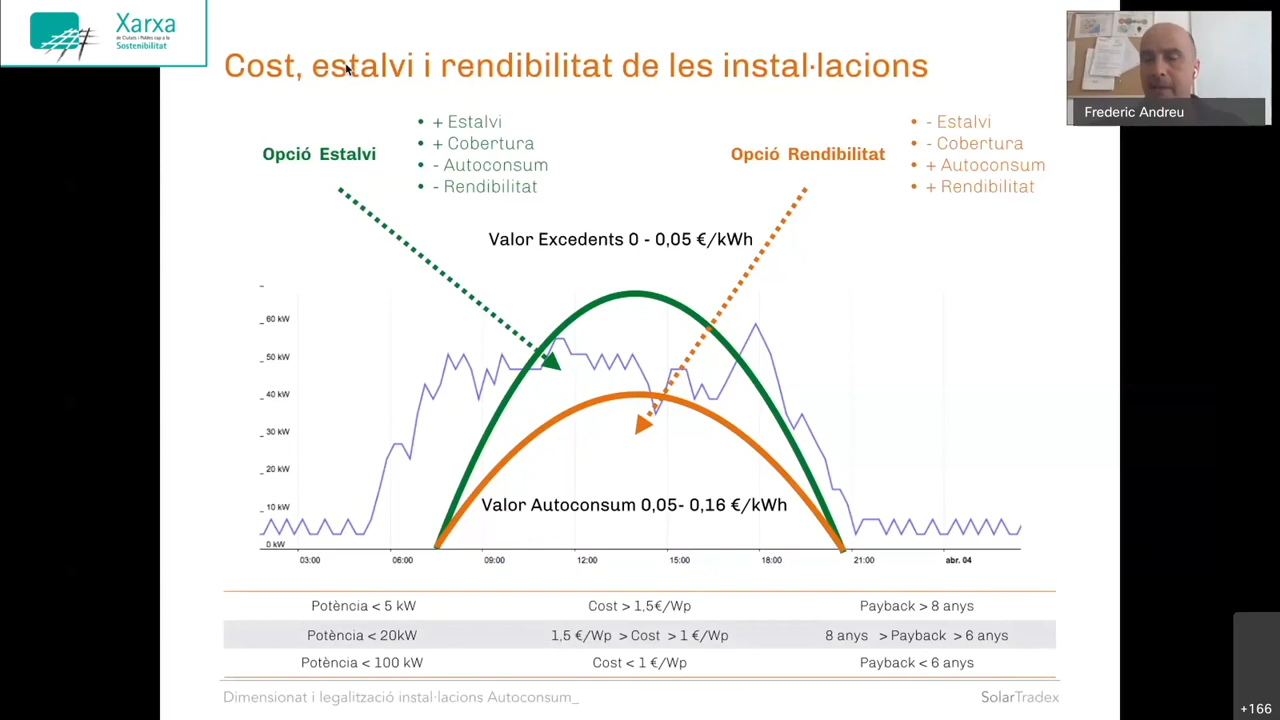 Xarxa
de Ciutats i Pobles cap a la
Sostenibilitat
Cost, estalvi i rendibilitat de les instal·lacions
Frederic Andreu
Opció Estalvi
• + Estalvi
• + Cobertura
• - Autoconsum
• - Rendibilitat
Opció Rendibilitat
• - Estalvi
• - Cobertura
• + Autoconsum
• + Rendibilitat
Valor Excedents 0 - 0,05 €/kWh
60 kW
50 kW
40 kW
30 kW
20 kW
10 kW
0 kW
Valor Autoconsum 0,05- 0,16 €/kWh
03:00 06:00 09:00 12:00 15:00 18:00 21:00 abr. 04
Potència < 5 kW Cost > 1,5€/Wp Payback > 8 anys
Potència < 20kW 1,5 €/Wp > Cost > 1 €/Wp 8 anys > Payback > 6 anys
Potència < 100 kW Cost < 1 €/Wp Payback < 6 anys
Dimensionat i legalització instal·lacions Autoconsum_ SolarTradex
+166